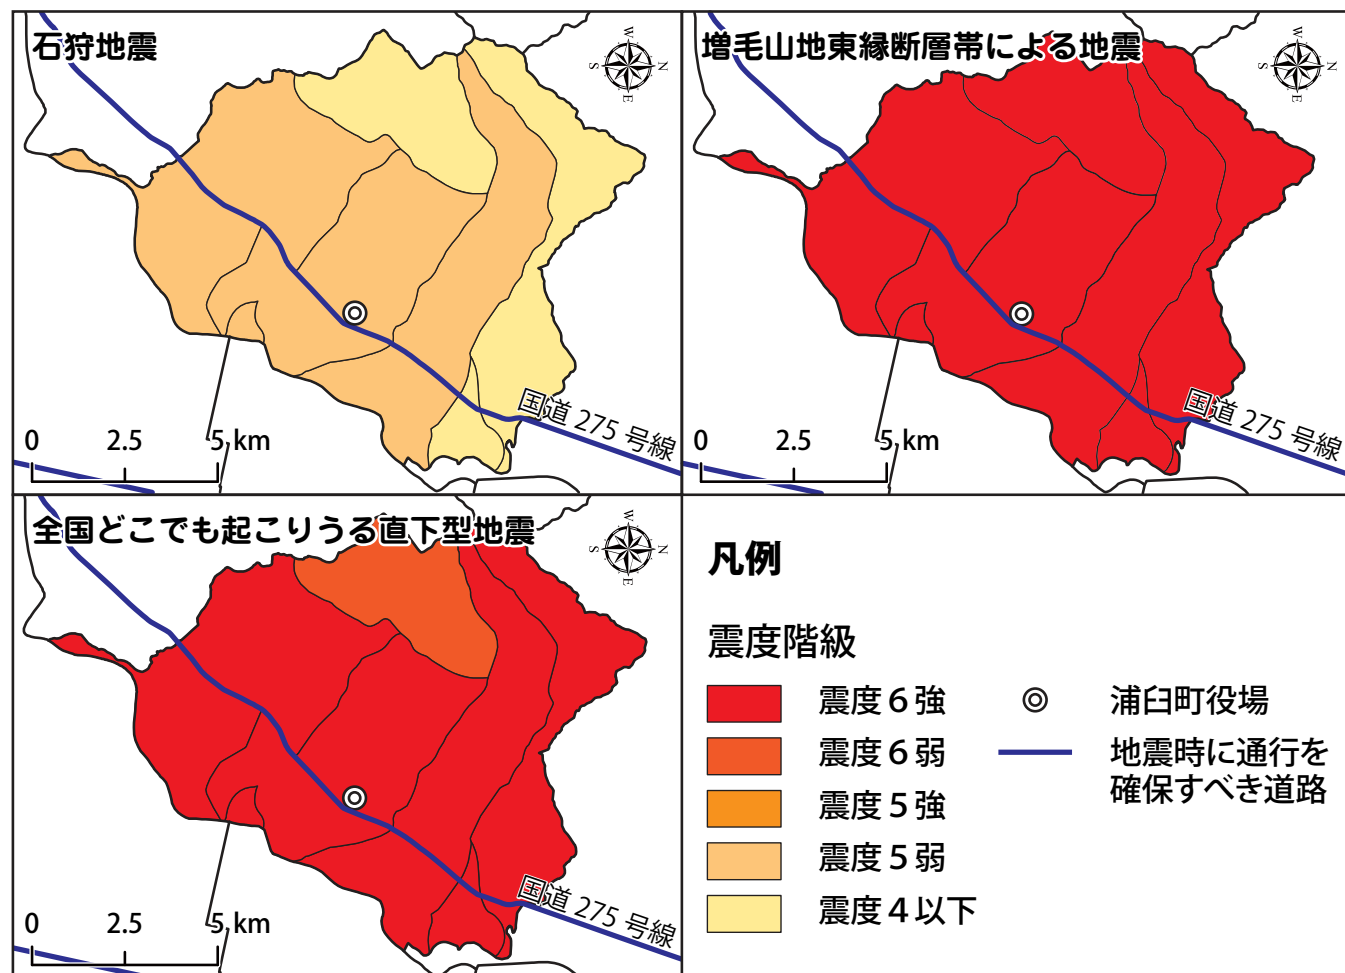 石狩地震
W
S
N
E
国道 275 号線
0
2.5
5 km
増毛山地東縁断層帯による地震
W
S
N
E
国道 275 号線
0
2.5
5 km
全国どこでも起こりうる直下型地震
W
S
N
E
国道 275 号線
0
2.5
5 km
凡例
震度階級
震度６強
震度６弱
震度５強
震度５弱
震度４以下
浦臼町役場
地震時に通行を
確保すべき道路